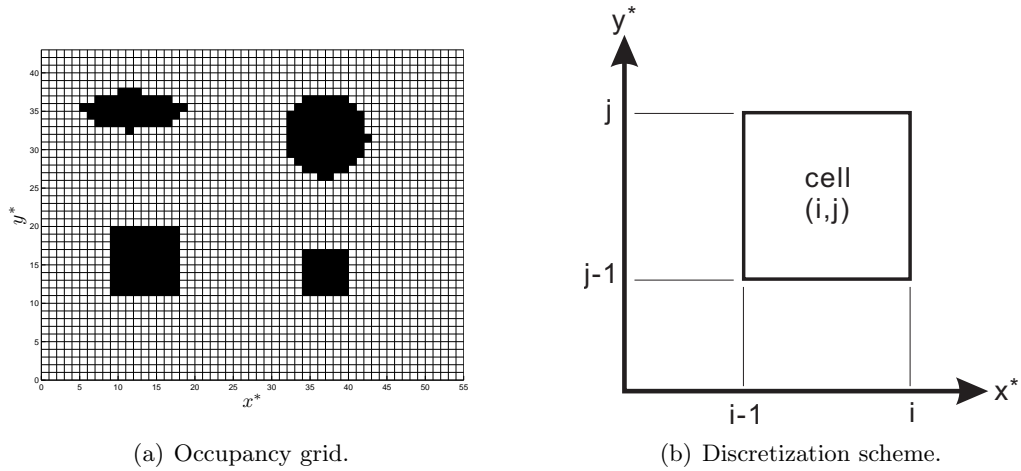 40
35
30
25
20
15
10
5
0
y*
0 5 10 15 20 25 30 35 40 45 50 55
x*
(a) Occupancy grid.
y*
j
cell
(i,j)
j-1
x*
i-1 i
(b) Discretization scheme.